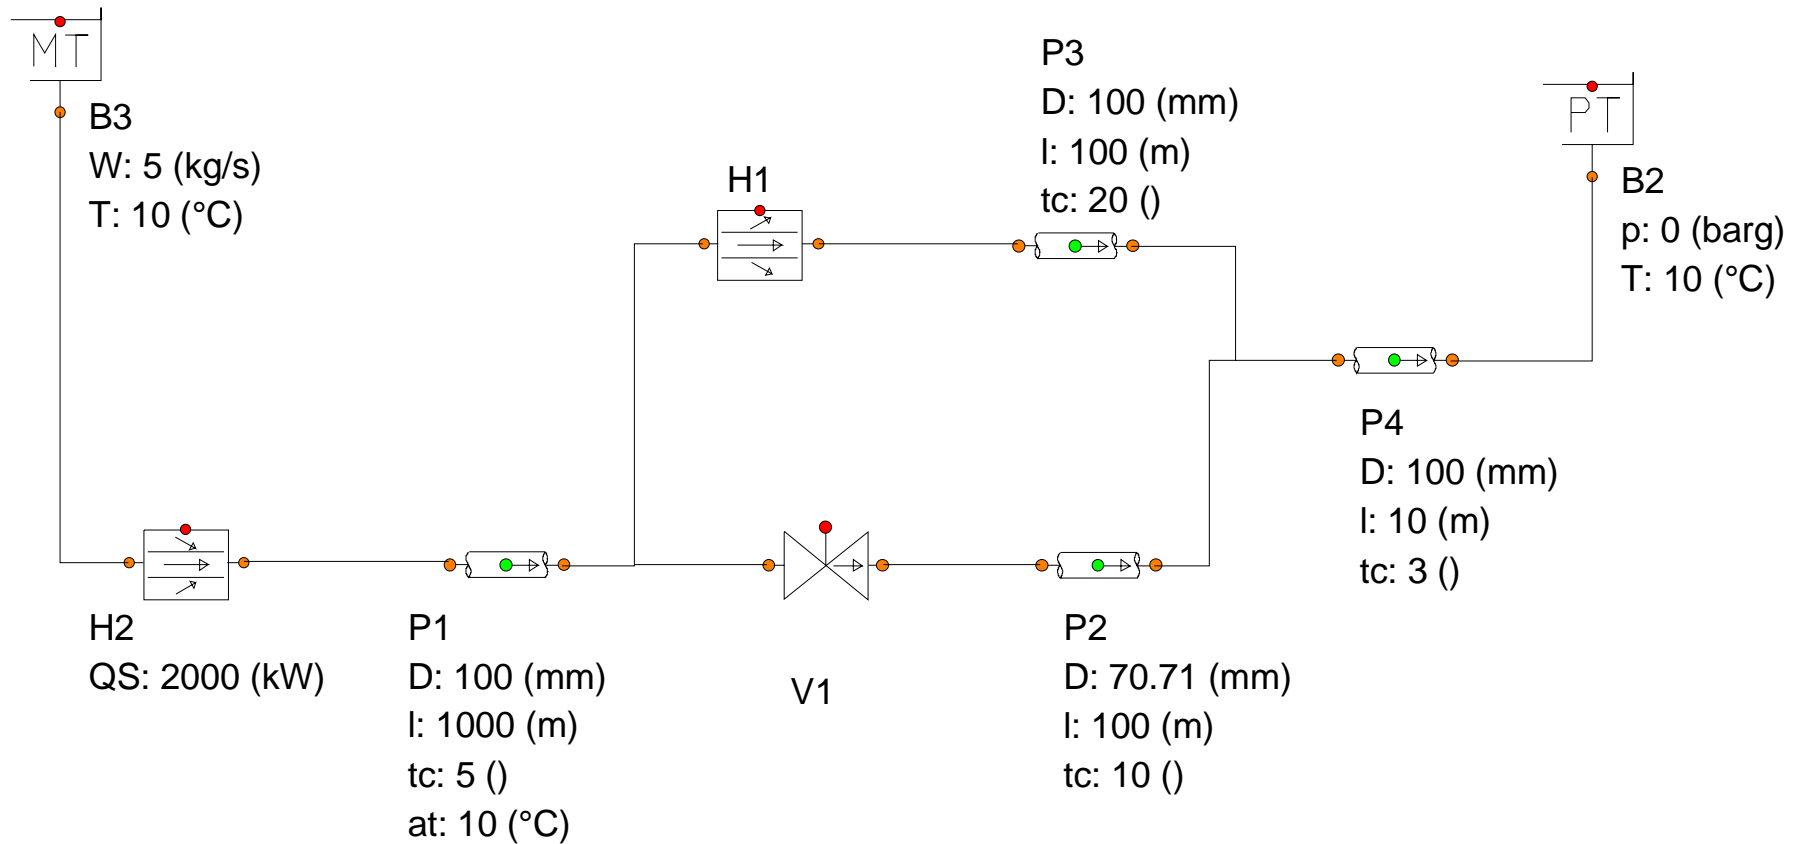 MT
B3
W: 5 (kg/s)
T: 10 (°C)
P3
D: 100 (mm)
l: 100 (m)
tc: 20 ()
H1
PT
B2
p: 0 (barg)
T: 10 (°C)
P4
D: 100 (mm)
l: 10 (m)
tc: 3 ()
H2
QS: 2000 (kW)
P1
D: 100 (mm)
l: 1000 (m)
tc: 5 ()
at: 10 (°C)
V1
P2
D: 70.71 (mm)
l: 100 (m)
tc: 10 ()